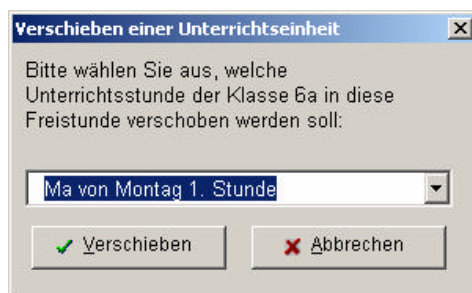 Verschieben einer Unterrichtseinheit
Bitte wählen Sie aus, welche
Unterrichtsstunde der Klasse 6a in diese
Freistunde verschoben werden soll:
Ma von Montag 1. Stunde
Verschieben
Abbrechen